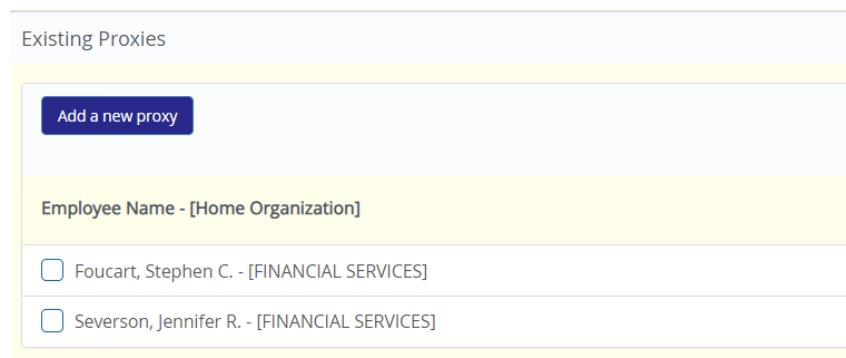 Existing Proxies
Add a new proxy
Employee Name - [Home Organization]
Foucart, Stephen C. - [FINANCIAL SERVICES]
Severson, Jennifer R. - [FINANCIAL SERVICES]